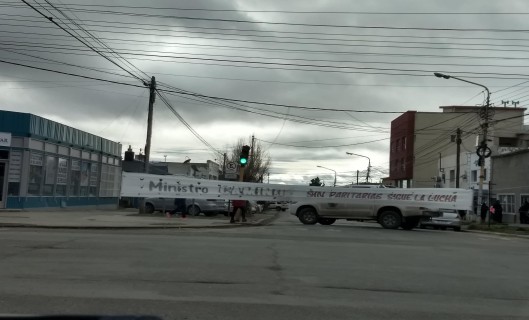 Ministro
SIN PARITARIAS SIGUE LA LUCHA